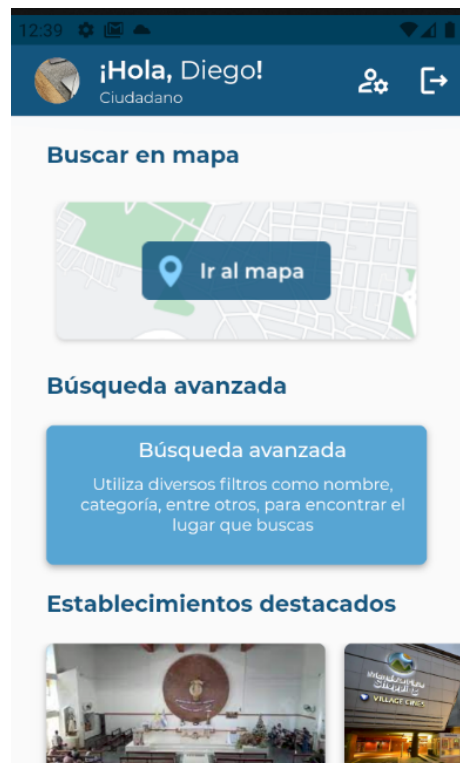 12:39
¡Hola, Diego!
Ciudadano
Buscar en mapa
Ir al mapa
Búsqueda avanzada
Búsqueda avanzada
Utiliza diversos filtros como nombre,
categoría, entre otros, para encontrar el
lugar que buscas
Establecimientos destacados
Shopping
VILLAGE CINES